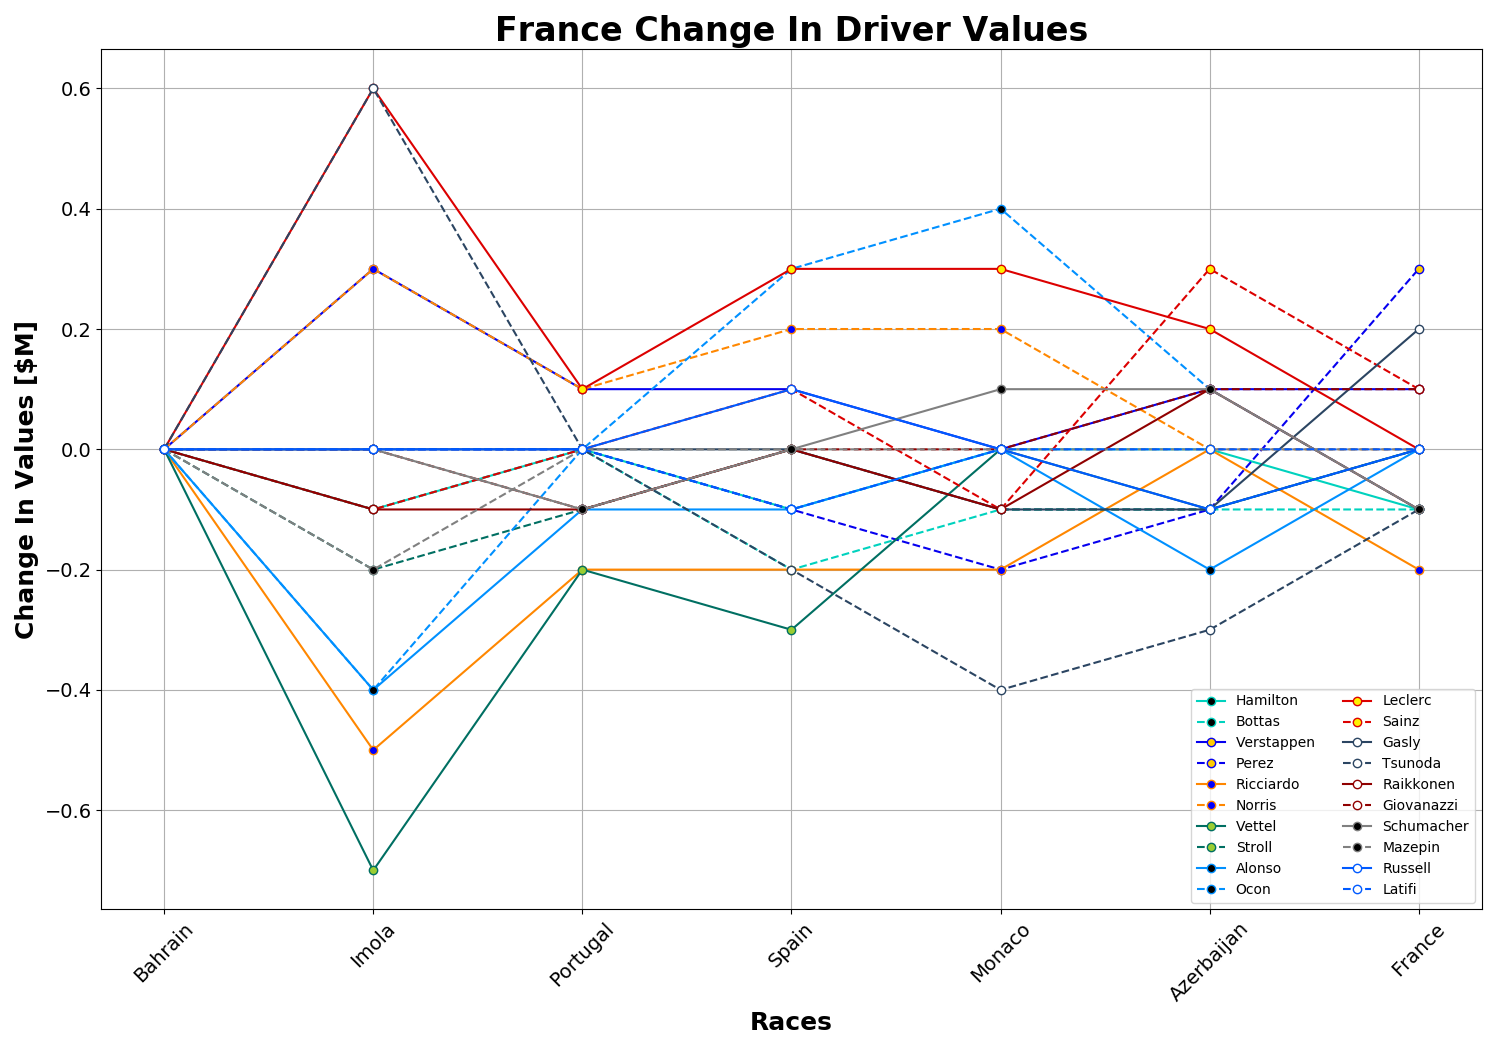 France Change In Driver Values
Change In Values [$M]
0.6
0.4
0.2
0.0
−0.2
−0.4
−0.6
Hamilton
Bottas
Verstappen
Perez
Ricciardo
Norris
Vettel
Stroll
Alonso
Ocon
Leclerc
Sainz
Gasly
Tsunoda
Raikkonen
Giovanazzi
Schumacher
Mazepin
Russell
Latifi
Bahrain
Imola
Portugal
Spain
Monaco
Azerbaijan
France
Races